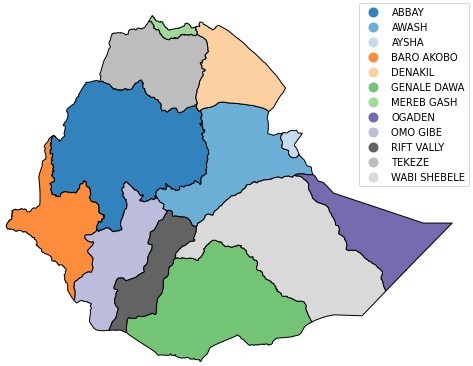 ABBAY
AWASH
AYSHA
BARO AKOBO
DENAKIL
GENALE DAWA
MEREB GASH
OGADEN
OMO GIBE
RIFT VALLY
TEKEZE
WABI SHEBELE